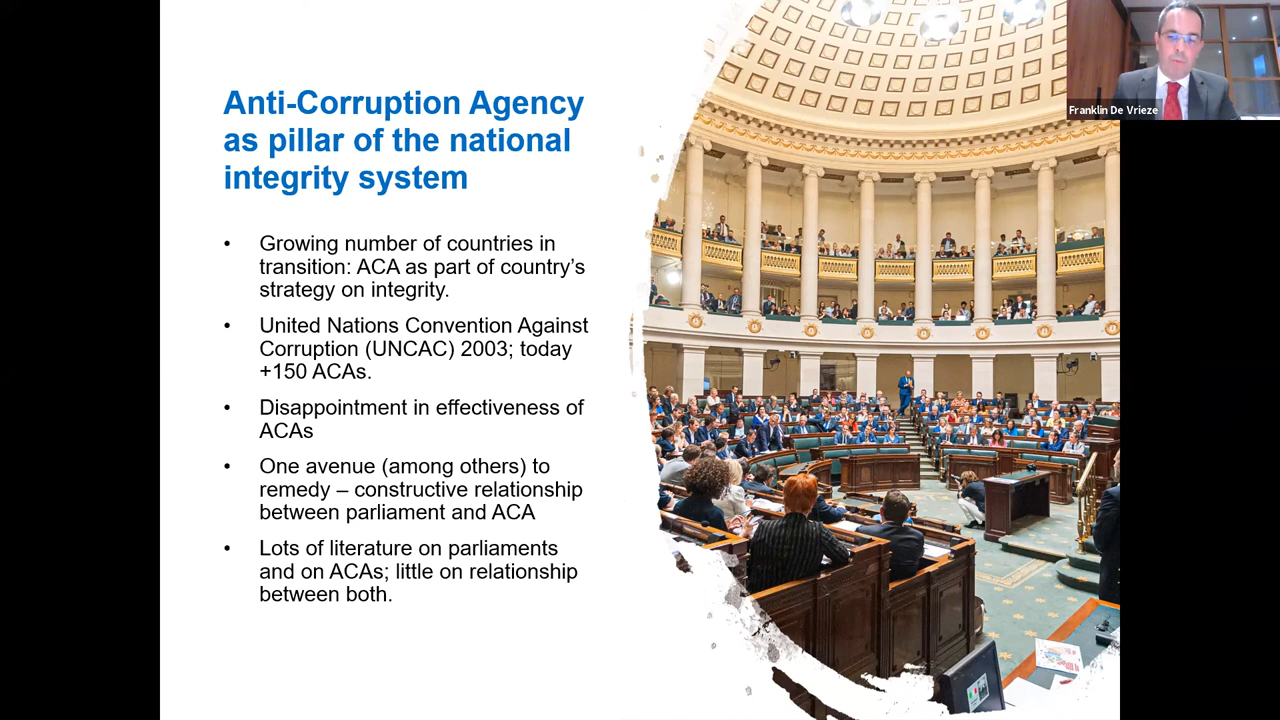 Anti-Corruption Agency
as pillar of the national
integrity system
• Growing number of countries in
transition: ACA as part of country's
strategy on integrity.
• United Nations Convention Against
Corruption (UNCAC) 2003; today
+150 ACAs.
• Disappointment in effectiveness of
ACAs
• One avenue (among others) to
remedy – constructive relationship
between parliament and ACA
• Lots of literature on parliaments
and on ACAs; little on relationship
between both.
Franklin De Vrieze